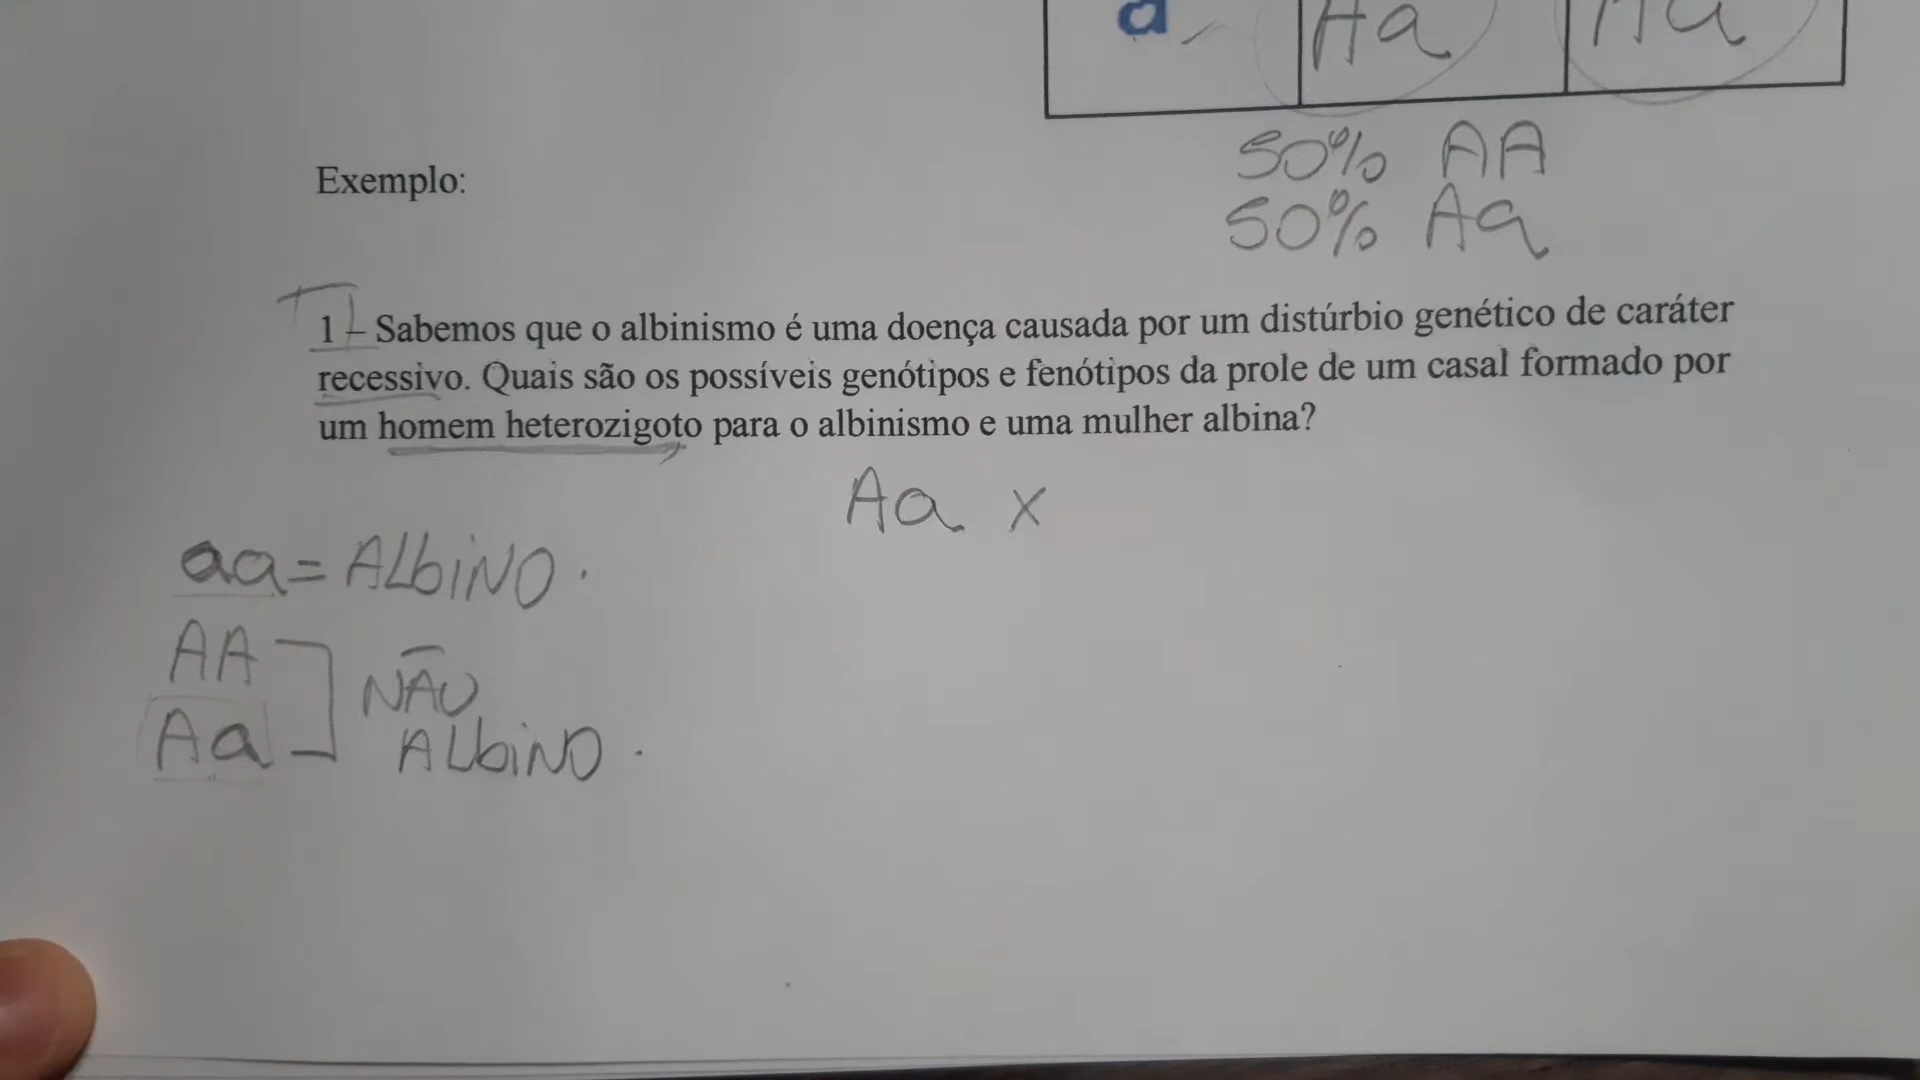 a Aa Aa
50% AA
50% Aa
Exemplo:
1 – Sabemos que o albinismo é uma doença causada por um distúrbio genético de caráter
recessivo. Quais são os possíveis genótipos e fenótipos da prole de um casal formado por
um homem heterozigoto para o albinismo e uma mulher albina?
Aa x
aa = ALbiNO.
AA
NÃO
Aa
ALbiNO.